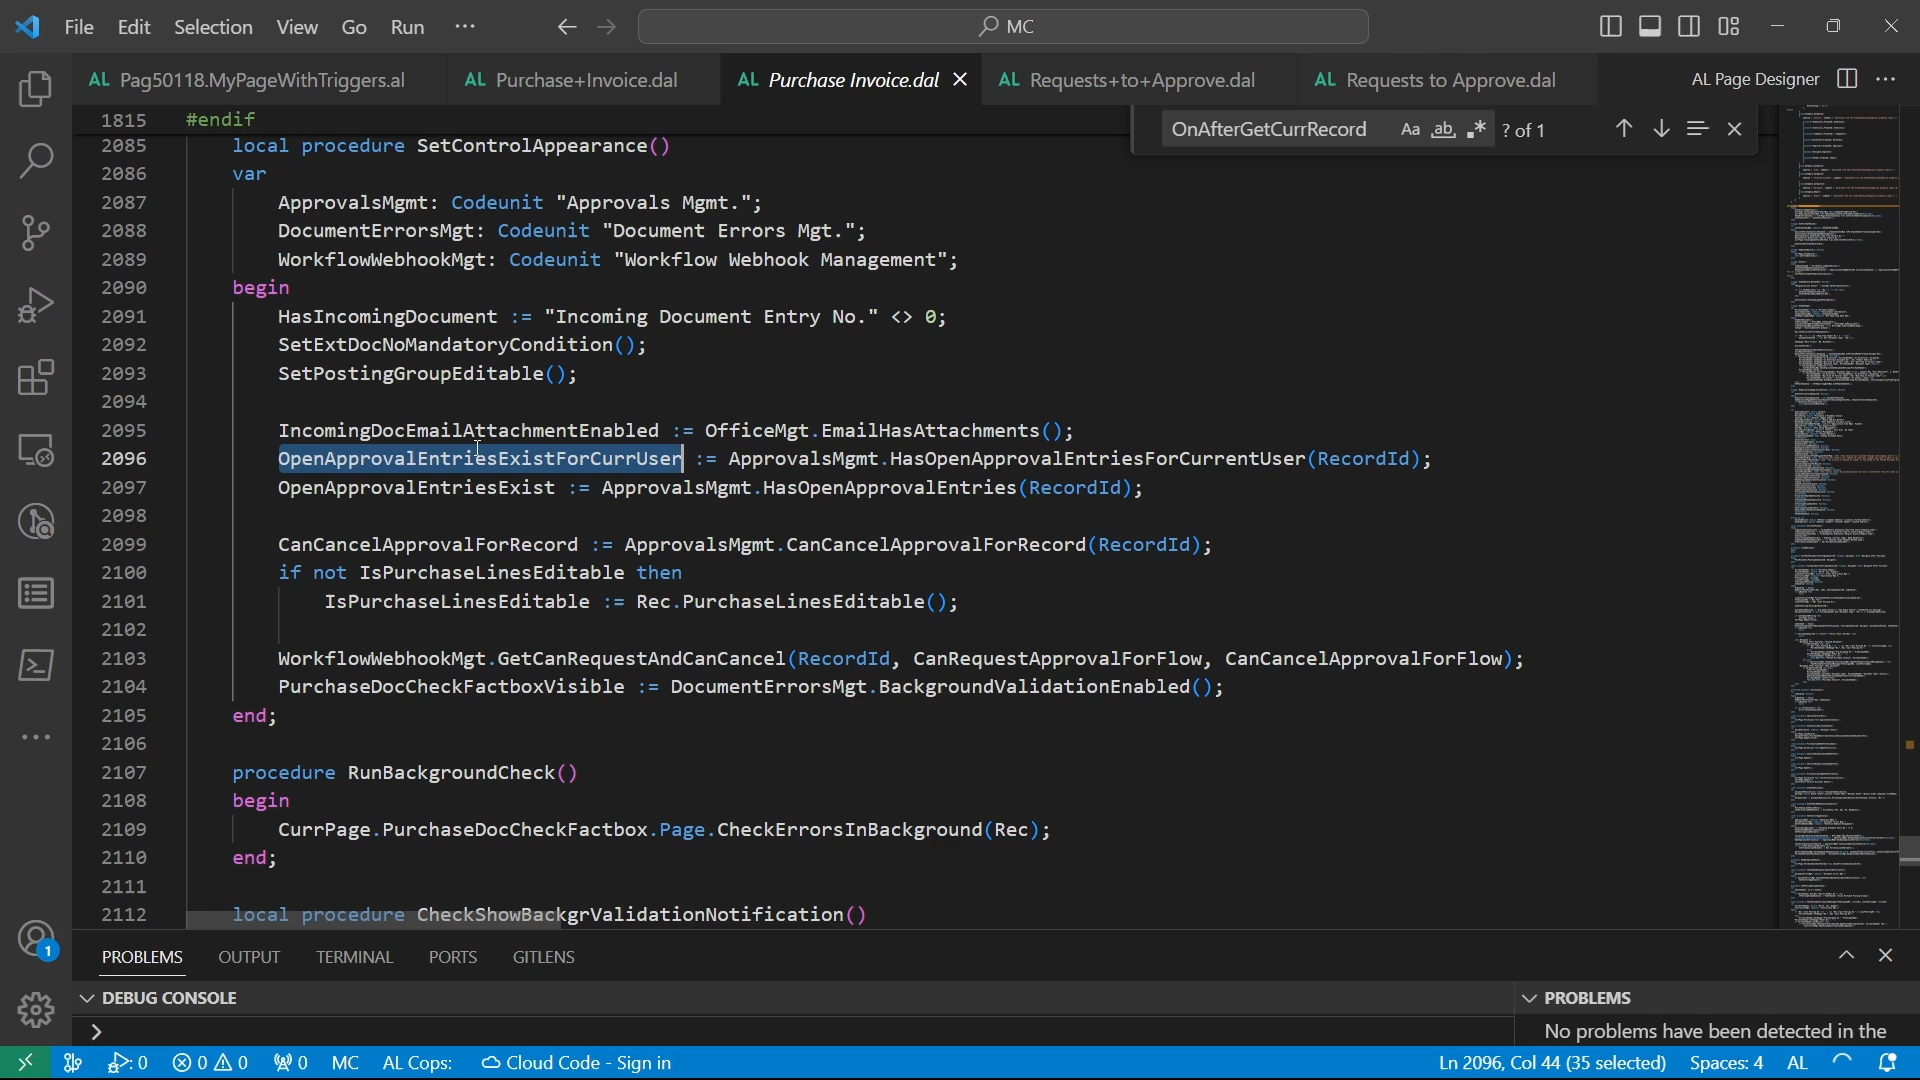 File Edit Selection View Go Run ··· MC
AL Pag50118.MyPageWithTriggers.al AL Purchase+Invoice.dal AL Purchase Invoice.dal AL Requests+to+Approve.dal AL Requests to Approve.dal AL Page Designer ···
1815 #endif
OnAfterGetCurrRecord Aa ab .* ? of 1
2085 local procedure SetControlAppearance()
2086 var
2087 ApprovalsMgmt: Codeunit "Approvals Mgmt.";
2088 DocumentErrorsMgt: Codeunit "Document Errors Mgt.";
2089 WorkflowWebhookMgt: Codeunit "Workflow Webhook Management";
2090 begin
2091 HasIncomingDocument := "Incoming Document Entry No." <> 0;
2092 SetExtDocNoMandatoryCondition();
2093 SetPostingGroupEditable();
2094
2095 IncomingDocEmailAttachmentEnabled := OfficeMgt.EmailHasAttachments();
2096 OpenApprovalEntriesExistForCurrUser := ApprovalsMgmt.HasOpenApprovalEntriesForCurrentUser(RecordId);
2097 OpenApprovalEntriesExist := ApprovalsMgmt.HasOpenApprovalEntries(RecordId);
2098
2099 CanCancelApprovalForRecord := ApprovalsMgmt.CanCancelApprovalForRecord(RecordId);
2100 if not IsPurchaseLinesEditable then
2101 IsPurchaseLinesEditable := Rec.PurchaseLinesEditable();
2102
2103 WorkflowWebhookMgt.GetCanRequestAndCanCancel(RecordId, CanRequestApprovalForFlow, CanCancelApprovalForFlow);
2104 PurchaseDocCheckFactboxVisible := DocumentErrorsMgt.BackgroundValidationEnabled();
2105 end;
2106
2107 procedure RunBackgroundCheck()
2108 begin
2109 CurrPage.PurchaseDocCheckFactbox.Page.CheckErrorsInBackground(Rec);
2110 end;
2111
2112 local procedure CheckShowBackgrValidationNotification()
1
PROBLEMS OUTPUT TERMINAL PORTS GITLENS
DEBUG CONSOLE
PROBLEMS
No problems have been detected in the
0 0 0 0 MC AL Cops: Cloud Code - Sign in Ln 2096, Col 44 (35 selected) Spaces: 4 AL